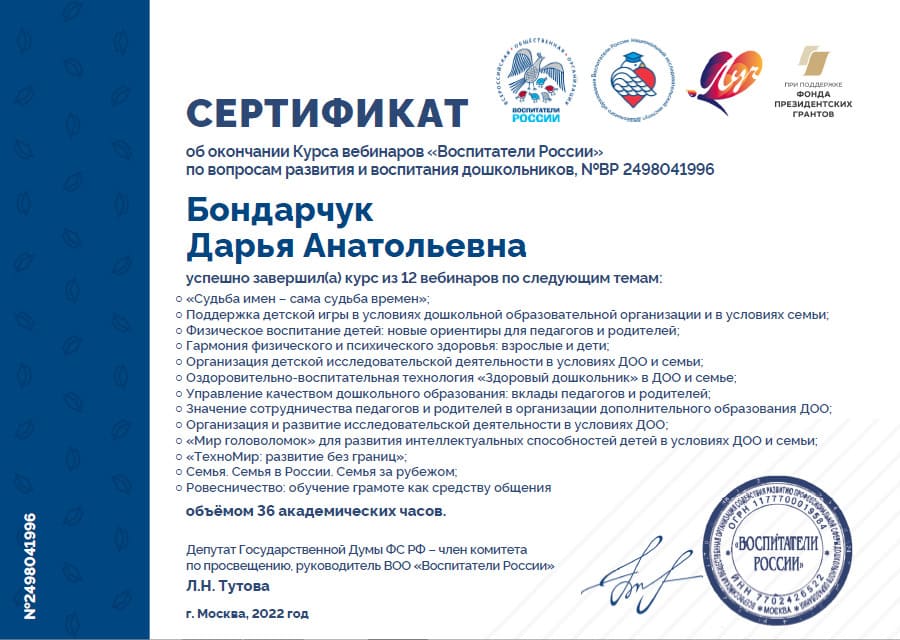 ВСЕРОССИЙСКАЯ ОБЩЕСТВЕННАЯ ОРГАНИЗАЦИЯ
ВОСПИТАТЕЛИ
РОССИИ
Луч
ПРИ ПОДДЕРЖКЕ
ФОНДА
ПРЕЗИДЕНТСКИХ
ГРАНТОВ
СЕРТИФИКАТ
об окончании Курса вебинаров «Воспитатели России»
по вопросам развития и воспитания дошкольников, №ВР 2498041996
Бондарчук
Дарья Анатольевна
успешно завершил(а) курс из 12 вебинаров по следующим темам:
○ «Судьба имен – сама судьба времен»;
○ Поддержка детской игры в условиях дошкольной образовательной организации и в условиях семьи;
○ Физическое воспитание детей: новые ориентиры для педагогов и родителей;
○ Гармония физического и психического здоровья: взрослые и дети;
○ Организация детской исследовательской деятельности в условиях ДОО и семьи;
○ Оздоровительно-воспитательная технология «Здоровый дошкольник» в ДОО и семье;
○ Управление качеством дошкольного образования: вклады педагогов и родителей;
○ Значение сотрудничества педагогов и родителей в организации дополнительного образования ДОО;
○ Организация и развитие исследовательской деятельности в условиях ДОО;
○ «Мир головоломок» для развития интеллектуальных способностей детей в условиях ДОО и семьи;
○ «ТехноМир: развитие без границ»;
○ Семья. Семья в России. Семья за рубежом;
○ Ровесничество: обучение грамоте как средству общения
объёмом 36 академических часов.
Депутат Государственной Думы ФС РФ – член комитета
по просвещению, руководитель ВОО «Воспитатели России»
Л.Н. Тутова
г. Москва, 2022 год
№2498041996
ОГРН 1177700019584
«ВОСПИТАТЕЛИ
РОССИИ»
ИНН 7702426522
МОСКВА